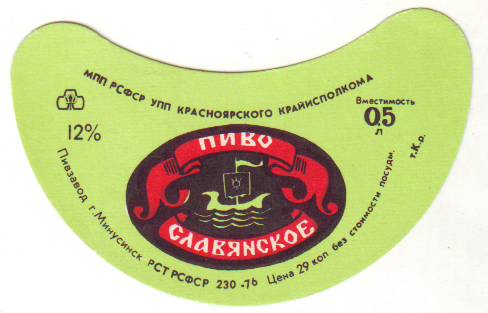 МПП РСФСР УПП КРАСНОЯРСКОГО КРАЙИСПОЛКОМА
12%
Вместимость
0,5
л
ПИВО
СЛАВЯНСКОЕ
Пивзавод г.Минусинск РСТ РСФСР 230-76 Цена 29 коп без стоимости посуды. т.К.р.